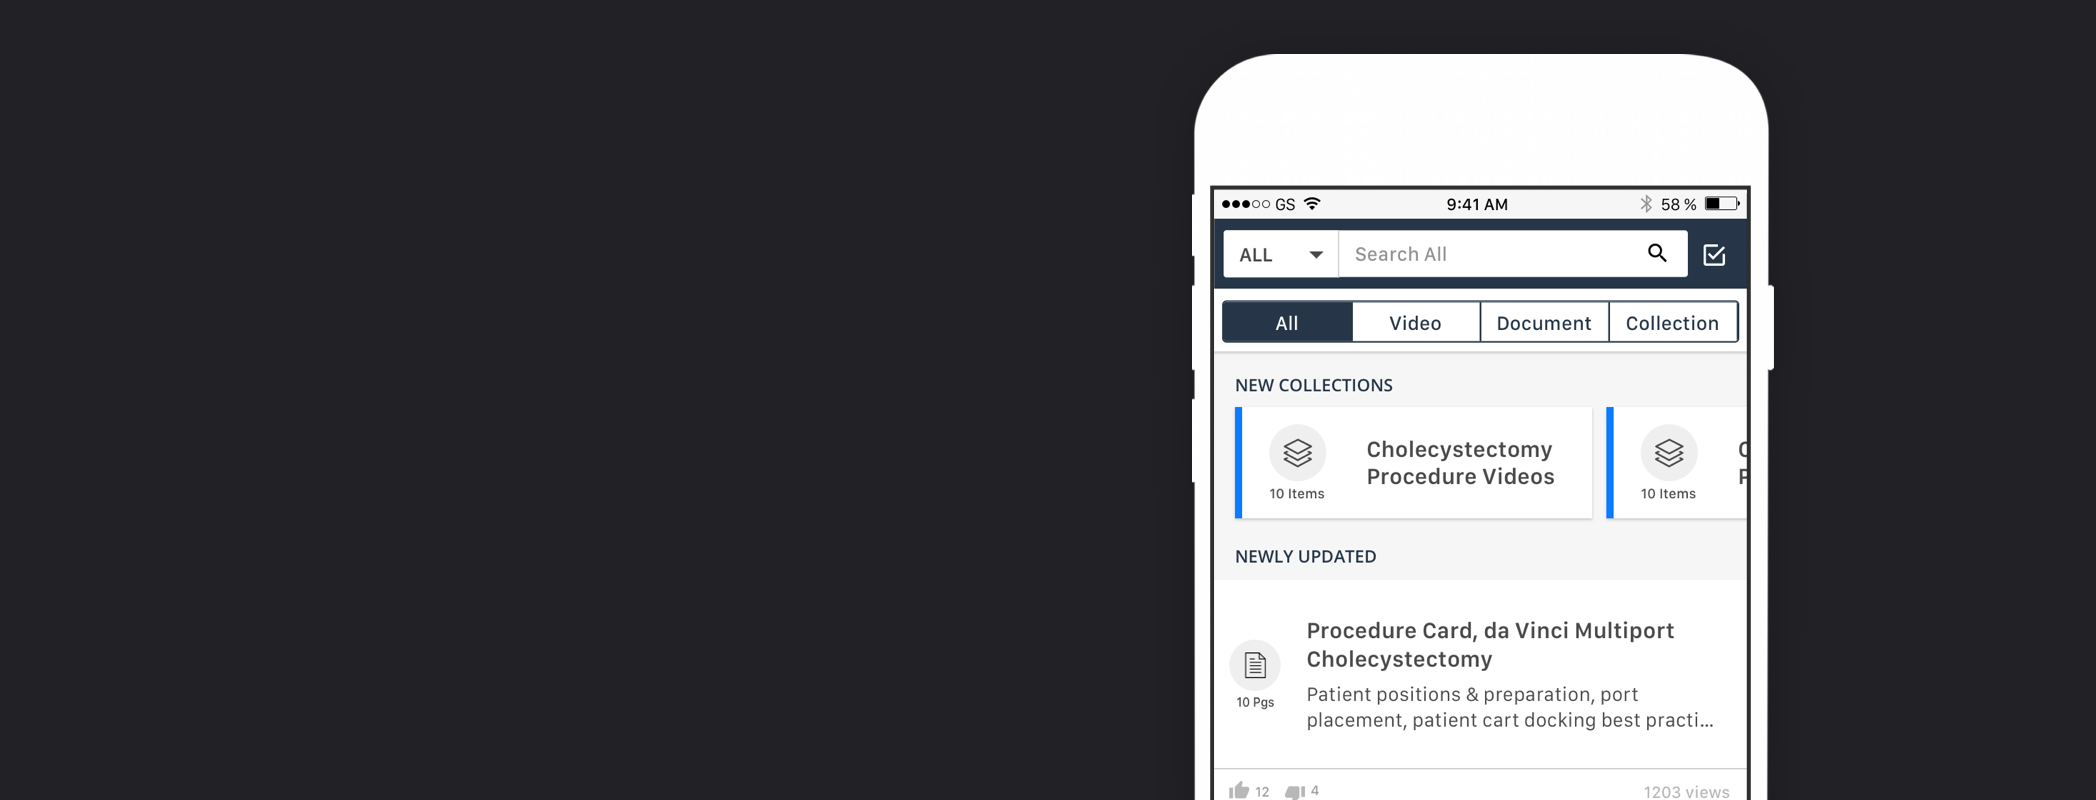 GS 9:41 AM 58 %
ALL Search All
All Video Document Collection
NEW COLLECTIONS
Cholecystectomy
Procedure Videos
10 Items
10 Items
NEWLY UPDATED
Procedure Card, da Vinci Multiport
Cholecystectomy
10 Pgs
Patient positions & preparation, port
placement, patient cart docking best practi...
12 4 1203 views